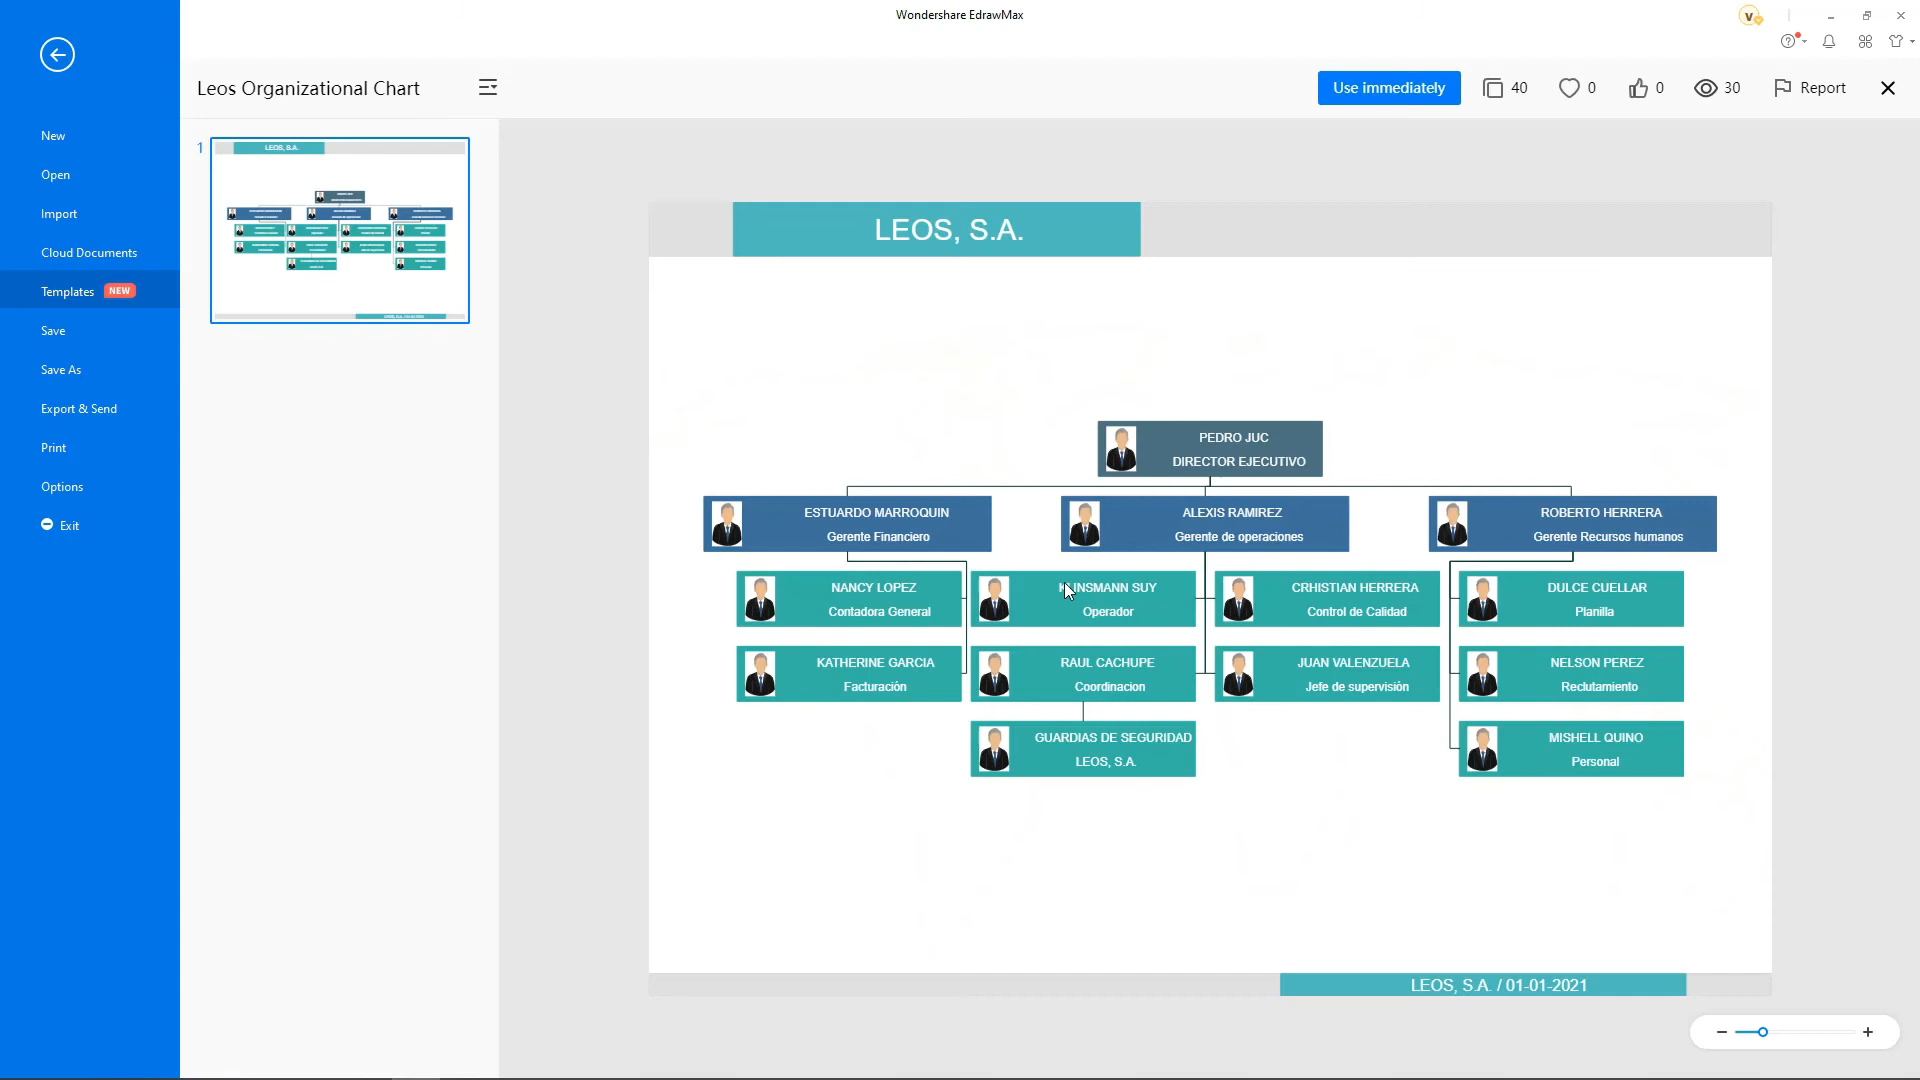 Wondershare EdrawMax
V
Leos Organizational Chart
Use immediately
40
0
0
30
Report
New
Open
Import
Cloud Documents
Templates NEW
Save
Save As
Export & Send
Print
Options
Exit
1
LEOS, S.A.
LEOS, S.A.
PEDRO JUC
DIRECTOR EJECUTIVO
ESTUARDO MARROQUIN
Gerente Financiero
ALEXIS RAMIREZ
Gerente de operaciones
ROBERTO HERRERA
Gerente Recursos humanos
NANCY LOPEZ
Contadora General
SUY
Operador
CRHISTIAN HERRERA
Control de Calidad
DULCE CUELLAR
Planilla
KATHERINE GARCIA
Facturación
RAUL CACHUPE
Coordinacion
JUAN VALENZUELA
Jefe de supervisión
NELSON PEREZ
Reclutamiento
GUARDIAS DE SEGURIDAD
LEOS, S.A.
MISHELL QUINO
Personal
LEOS, S.A. / 01-01-2021